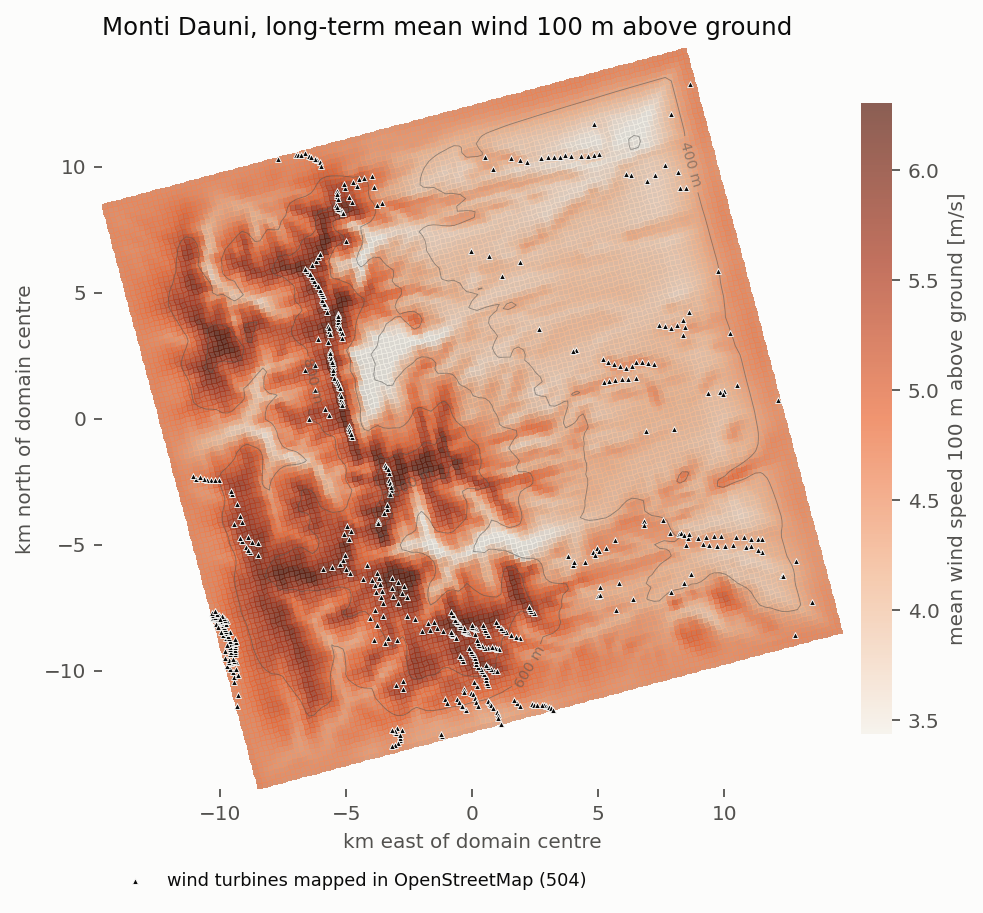 Monti Dauni, long-term mean wind 100 m above ground
10
5
0
−5
−10
km north of domain centre
−10
−5
0
5
10
km east of domain centre
400 m
600 m
6.0
5.5
5.0
4.5
4.0
3.5
mean wind speed 100 m above ground [m/s]
wind turbines mapped in OpenStreetMap (504)